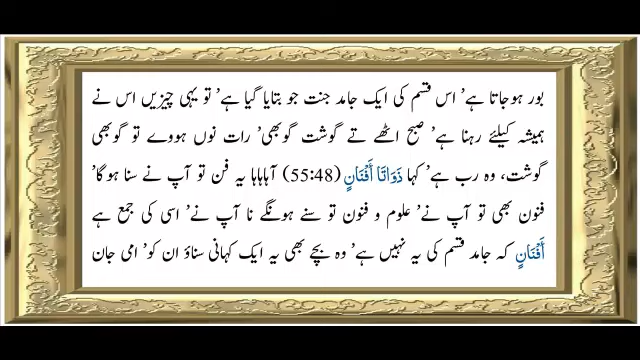 بور ہوجاتا ہے’ اس قسم کی ایک جامد جنت جو بتایا گیا ہے’ تو یہی چیزیں اس نے
ہمیشہ کیلئے رہنا ہے’ صبح اٹھے تے گوشت گوبھی’ رات نوں ہووے تو گوبھی
گوشت، وہ رب ہے’ کہا ذَوَاتَا أَفْنَانٍ (55:48) آہاہاہا یہ فن تو آپ نے سنا ہوگا’
فنون بھی تو آپ نے’ علوم و فنون تو سنے ہونگے نا آپ نے’ اسی کی جمع ہے
أَفْنَانٍ کہ جامد قسم کی یہ نہیں ہے’ وہ بچے بھی یہ ایک کہانی سناؤ ان کو’ امی جان